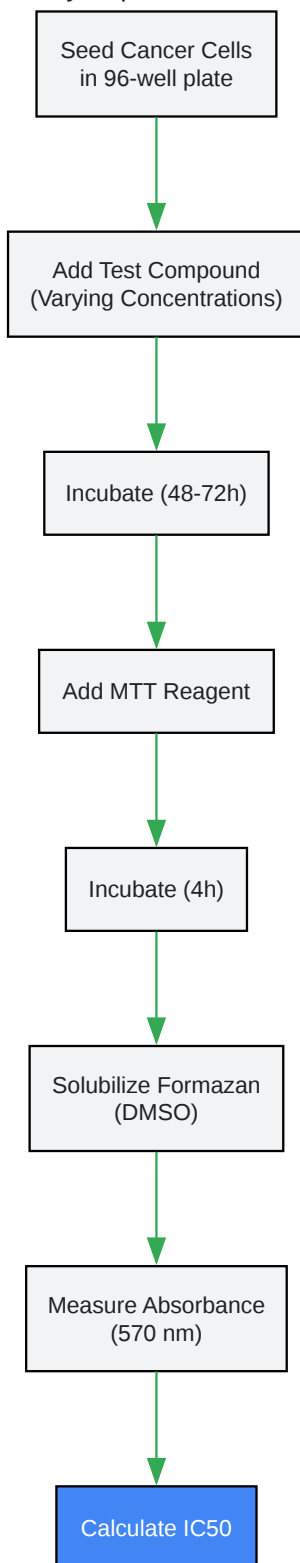 Seed Cancer Cells
in 96-well plate
Add Test Compound
(Varying Concentrations)
Incubate (48-72h)
Add MTT Reagent
Incubate (4h)
Solubilize Formazan
(DMSO)
Measure Absorbance
(570 nm)
Calculate IC50